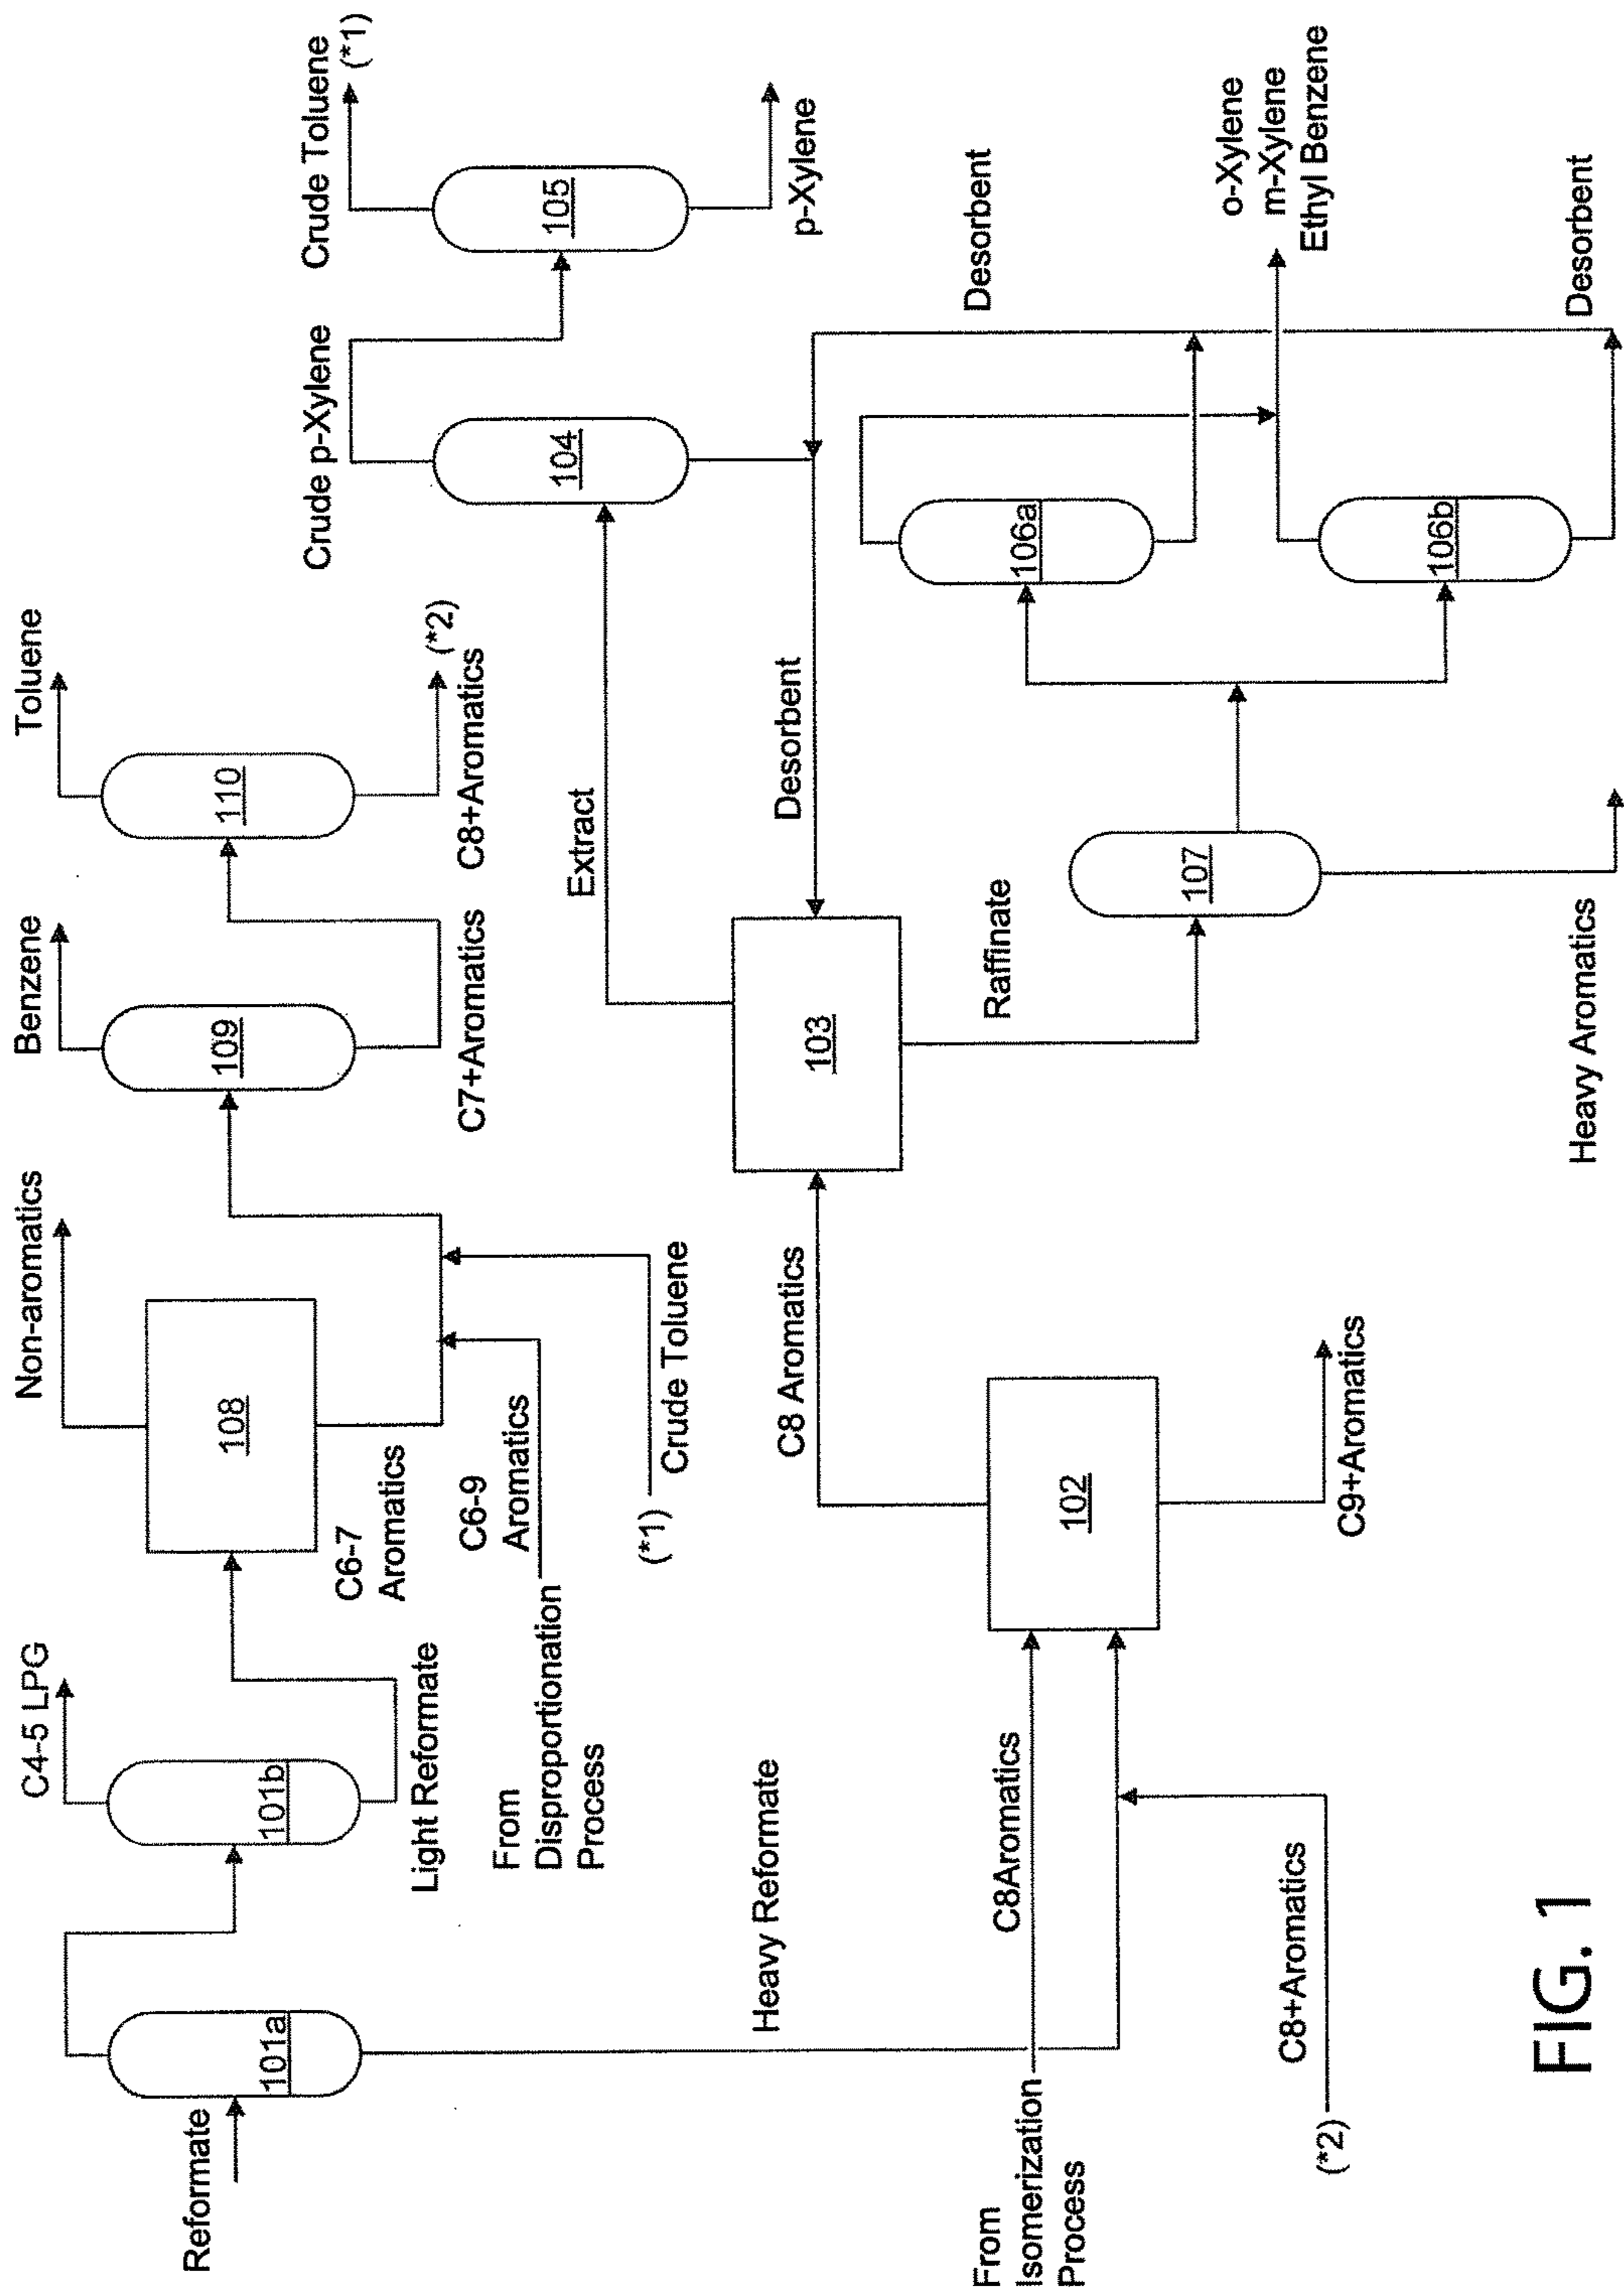 Reformate
101a
C4-5 LPG
101b
Light Reformate
Non-aromatics
108
C6-7
Aromatics
C6-9
Aromatics
From
Disproportionation
Process
(*1)
Crude Toluene
Benzene
109
C7+Aromatics
Toluene
110
(*2)
C8+Aromatics
Crude p-Xylene
104
Crude Toluene
(*1)
105
p-Xylene
Extract
Desorbent
Desorbent
Heavy Reformate
C8 Aromatics
103
Raffinate
106a
o-Xylene
m-Xylene
Ethyl Benzene
From
Isomerization
Process
C8Aromatics
102
107
106b
C8+Aromatics
(*2)
C9+Aromatics
Heavy Aromatics
Desorbent
FIG. 1